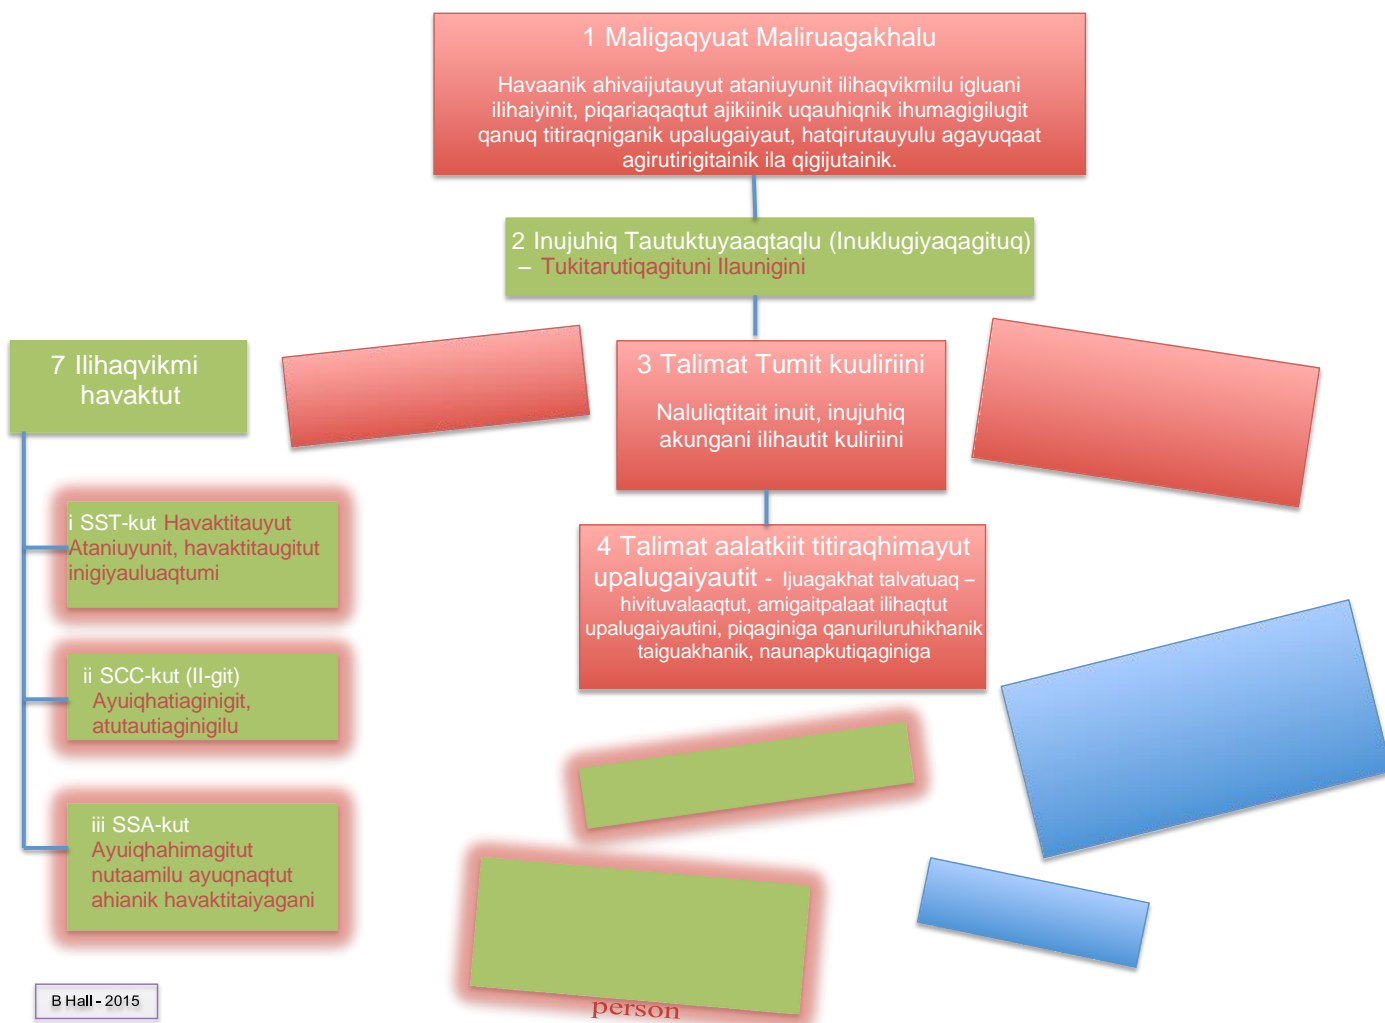 1 Maligaqyuat Maliruagakhalu
Havaanik ahivaijutauyut ataniuyunit ilihaqvikmilu igluani
ilihaiyinit, piqariaqaqtut ajikiinik uqauhiqnik ihumagigilugit
qanuq titiraqniganik upalugaiyaut, hatqirutauyulu agayuqaat
agirutirigitainik ila qigijutainik.
2 Inujuhiq Tautuktuyaaqtaqlu (Inuklugiyaqagituq)
– Tukitarutiqagituni Ilaunigini
3 Talimat Tumit kuuliriini
Naluliqtitait inuit, inujuhiq
akungani ilihautit kuliriini
4 Talimat aalatkiit titiraqhimayut
upalugaiyautit - Ijuagakhat talvatuaq –
hivituvalaaqtut, amigaitpalaat ilihaqtut
upalugaiyautini, piqaginiga qanuriluruhikhanik
taiguakhanik, naunapkutiqaginiga
7 Ilihaqvikmi
havaktut
i SST-kut Havaktitauyut
Ataniuyunit, havaktitaugitut
inigiyauluaqtumi
ii SCC-kut (II-git)
Ayuiqhatiaginigit,
atutautiaginigilu
iii SSA-kut
Ayuiqhahimagitut
nutaamilu ayuqnaqtut
ahianik havaktitaiyagani
person
B Hall - 2015